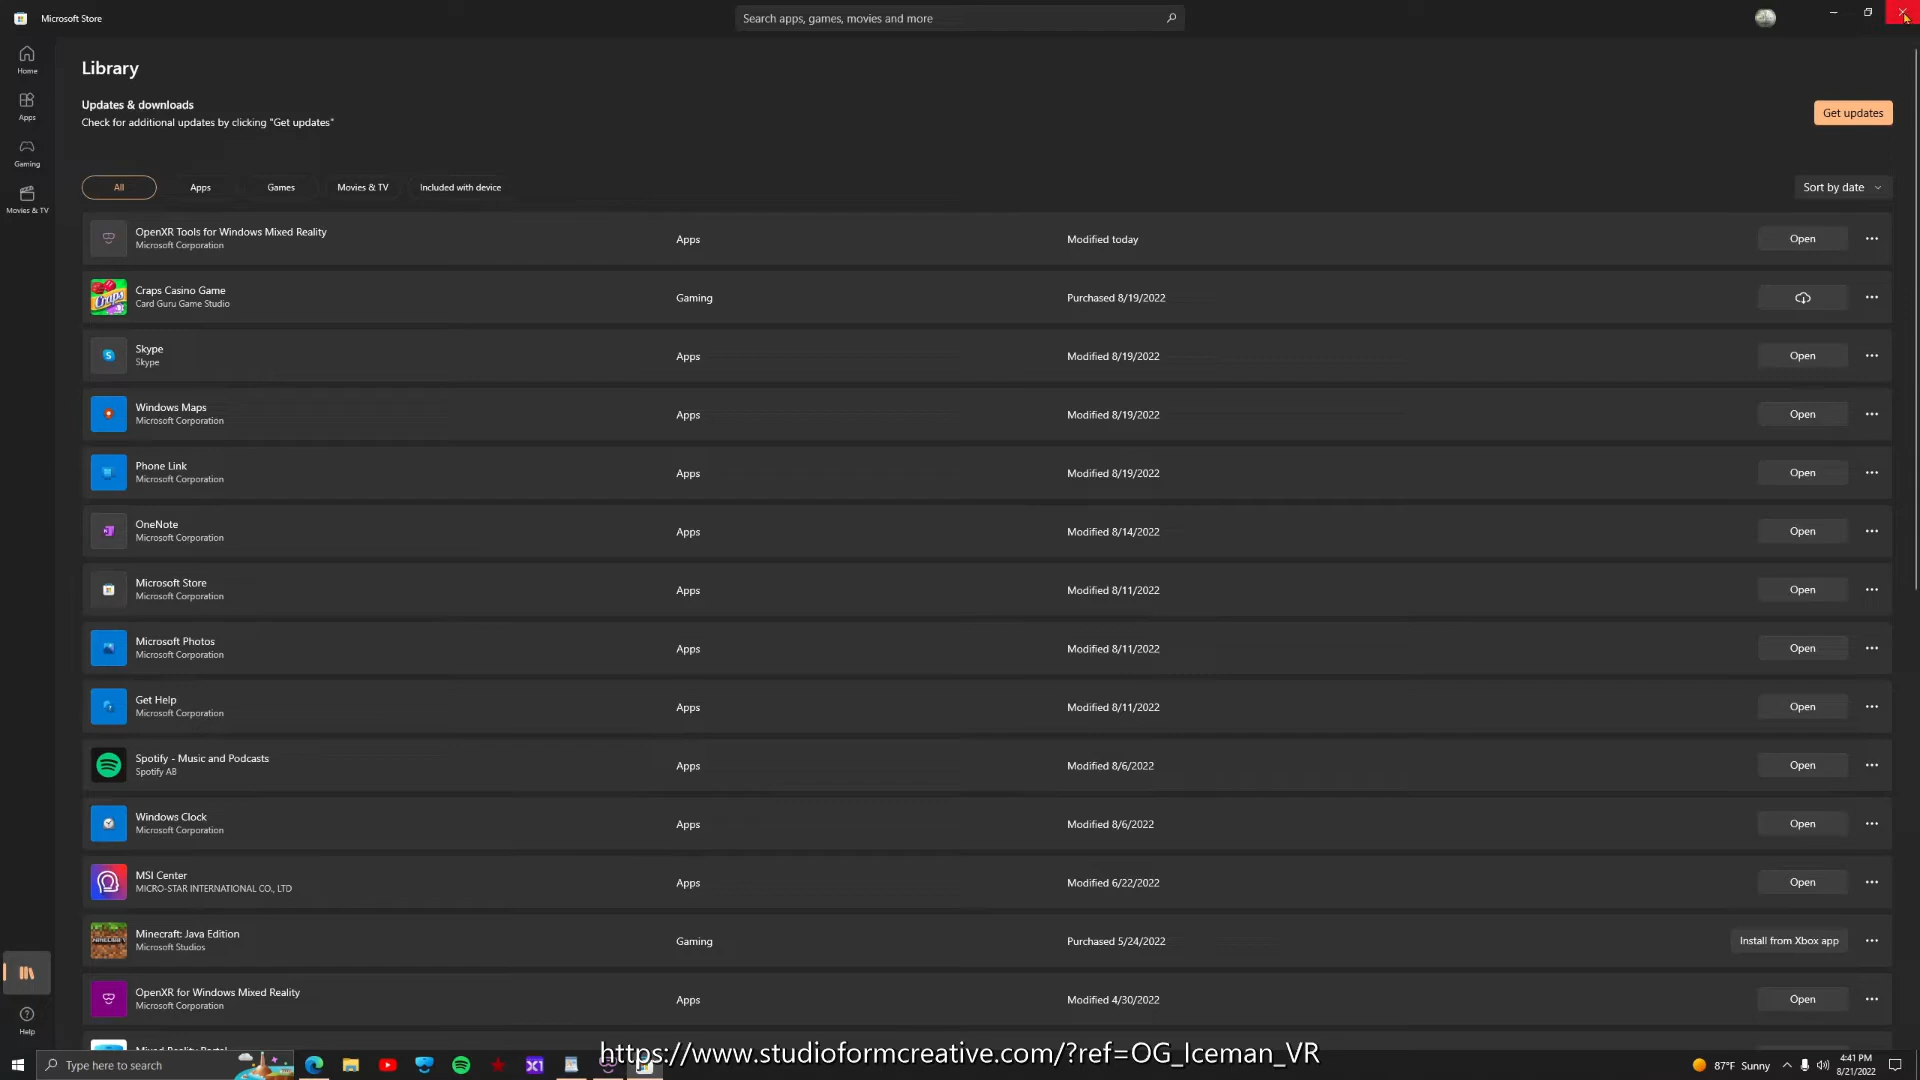 Microsoft Store
Search apps, games, movies and more
Home
Apps
Gaming
Movies & TV
Library
Updates & downloads
Check for additional updates by clicking "Get updates"
Get updates
All Apps Games Movies & TV Included with device Sort by date
OpenXR Tools for Windows Mixed Reality
Microsoft Corporation
Apps Modified today Open
Craps Casino Game
Card Guru Game Studio
Gaming Purchased 8/19/2022
Skype
Skype
Apps Modified 8/19/2022 Open
Windows Maps
Microsoft Corporation
Apps Modified 8/19/2022 Open
Phone Link
Microsoft Corporation
Apps Modified 8/19/2022 Open
OneNote
Microsoft Corporation
Apps Modified 8/14/2022 Open
Microsoft Store
Microsoft Corporation
Apps Modified 8/11/2022 Open
Microsoft Photos
Microsoft Corporation
Apps Modified 8/11/2022 Open
Get Help
Microsoft Corporation
Apps Modified 8/11/2022 Open
Spotify - Music and Podcasts
Spotify AB
Apps Modified 8/6/2022 Open
Windows Clock
Microsoft Corporation
Apps Modified 8/6/2022 Open
MSI Center
MICRO-STAR INTERNATIONAL CO., LTD
Apps Modified 6/22/2022 Open
Minecraft: Java Edition
Microsoft Studios
Gaming Purchased 5/24/2022 Install from Xbox app
OpenXR for Windows Mixed Reality
Microsoft Corporation
Apps Modified 4/30/2022 Open
Help
https://www.studioformcreative.com/?ref=OG_Iceman_VR
Type here to search
87°F Sunny
4:41 PM
8/21/2022